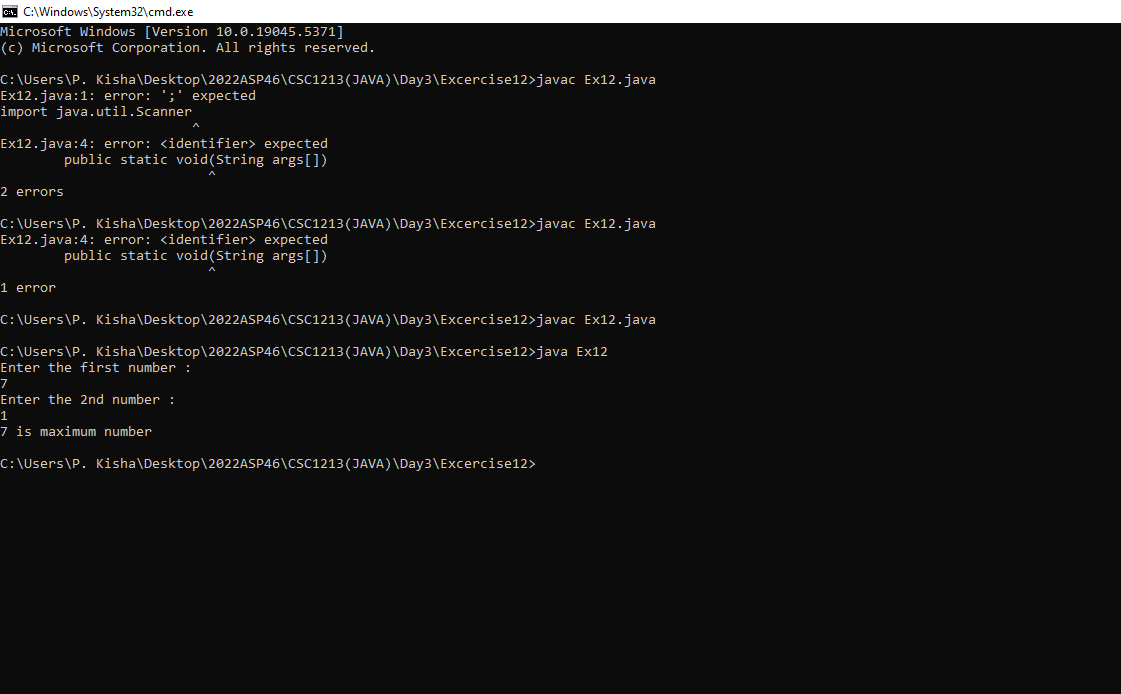 C:\Windows\System32\cmd.exe
Microsoft Windows [Version 10.0.19045.5371]
(c) Microsoft Corporation. All rights reserved.
C:\Users\P. Kisha\Desktop\2022ASP46\CSC1213(JAVA)\Day3\Excercise12>javac Ex12.java
Ex12.java:1: error: ';' expected
import java.util.Scanner
^
Ex12.java:4: error: <identifier> expected
public static void(String args[])
^
2 errors
C:\Users\P. Kisha\Desktop\2022ASP46\CSC1213(JAVA)\Day3\Excercise12>javac Ex12.java
Ex12.java:4: error: <identifier> expected
public static void(String args[])
^
1 error
C:\Users\P. Kisha\Desktop\2022ASP46\CSC1213(JAVA)\Day3\Excercise12>javac Ex12.java
C:\Users\P. Kisha\Desktop\2022ASP46\CSC1213(JAVA)\Day3\Excercise12>java Ex12
Enter the first number :
7
Enter the 2nd number :
1
7 is maximum number
C:\Users\P. Kisha\Desktop\2022ASP46\CSC1213(JAVA)\Day3\Excercise12>